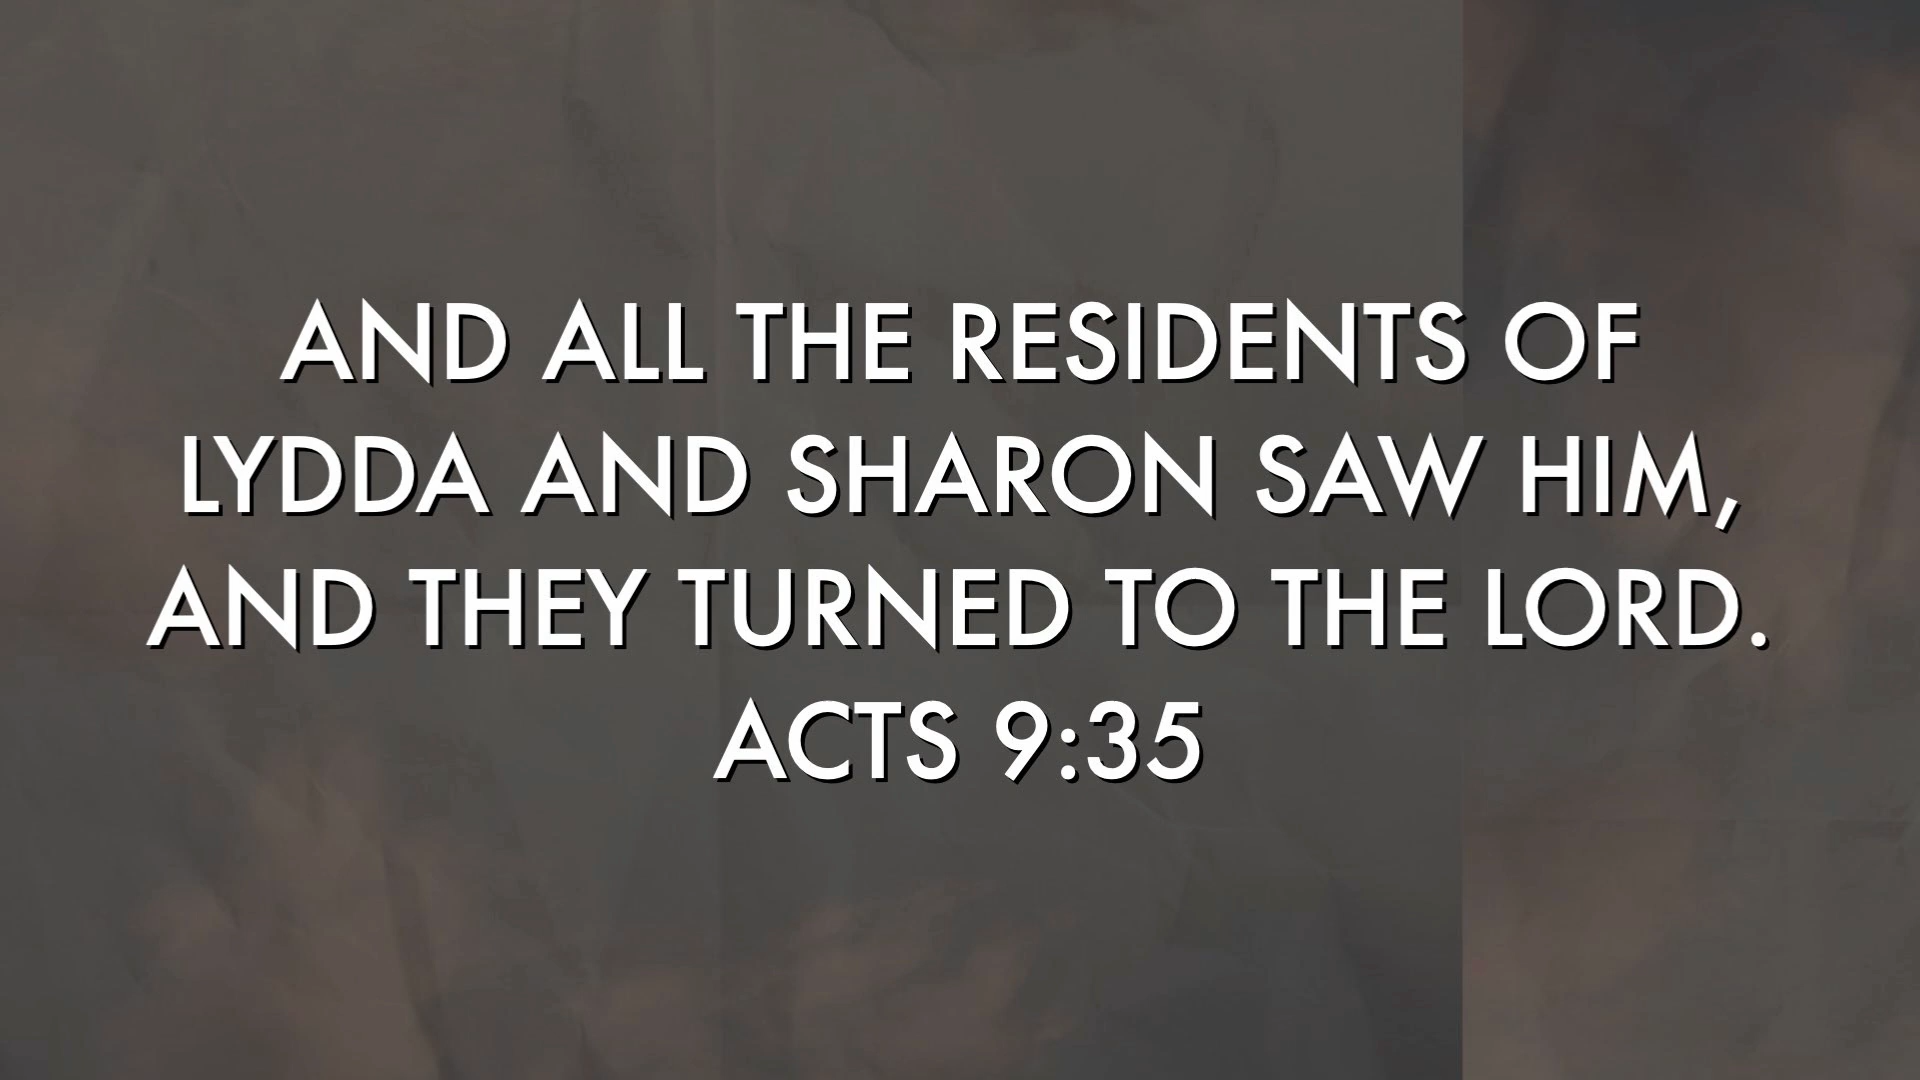 AND ALL THE RESIDENTS OF
LYDDA AND SHARON SAW HIM,
AND THEY TURNED TO THE LORD.
ACTS 9:35